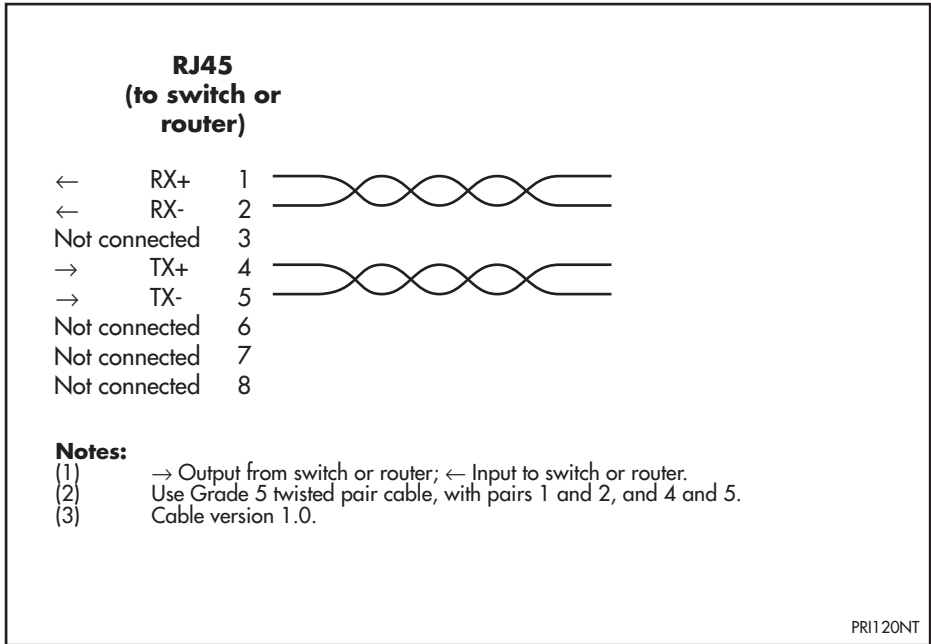 RJ45
(to switch or
router)
← RX+ 1
← RX- 2
Not connected 3
→ TX+ 4
→ TX- 5
Not connected 6
Not connected 7
Not connected 8
Notes:
(1) → Output from switch or router; ← Input to switch or router.
(2) Use Grade 5 twisted pair cable, with pairs 1 and 2, and 4 and 5.
(3) Cable version 1.0.
PRI120NT